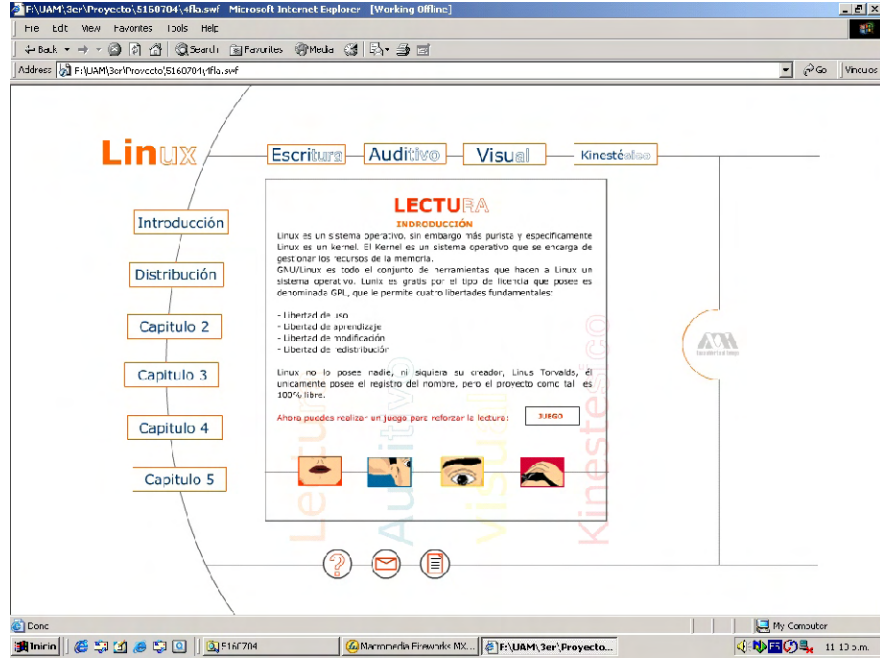 F:\UAM\3er\Proyecto\5160704\4fla.swf Microsoft Internet Explorer [Working Offline]
File Edit View Favorites Tools Help
Back Search Favorites Media
Address F:\UAM\3er\Proyecto\5160704\4fla.swf Go Vínculos
Linux
Escritura Auditivo Visual Kinestésico
Introducción
Distribución
Capitulo 2
Capitulo 3
Capitulo 4
Capitulo 5
LECTURA
INDRODUCCIÓN
Linux es un sistema operativo, sin embargo más purista y especificamente
Linux es un kernel. El Kernel es un sistema operativo que se encarga de
gestionar los recursos de la memoria.
GNU/Linux es todo el conjunto de herramientas que hacen a Linux un
sistema operativo. Lunix es gratis por el tipo de licencia que posee es
denominada GPL, que le permite cuatro libertades fundamentales:
- Libertad de uso
- Libertad de aprendizaje
- Libertad de modificación
- Libertad de redistribución
Linux no lo posee nadie, ni siquiera su creador, Linus Torvalds, él
unicamente posee el registro del nombre, pero el proyecto como tal es
100% libre.
Ahora puedes realizar un juego para reforzar la lectura: JUEGO
Lectura
Auditivo
Visual
Kinestesico
Done My Computer
Inicio 5160704 Macromedia Fireworks MX... F:\UAM\3er\Proyecto... ES 11:10 p.m.